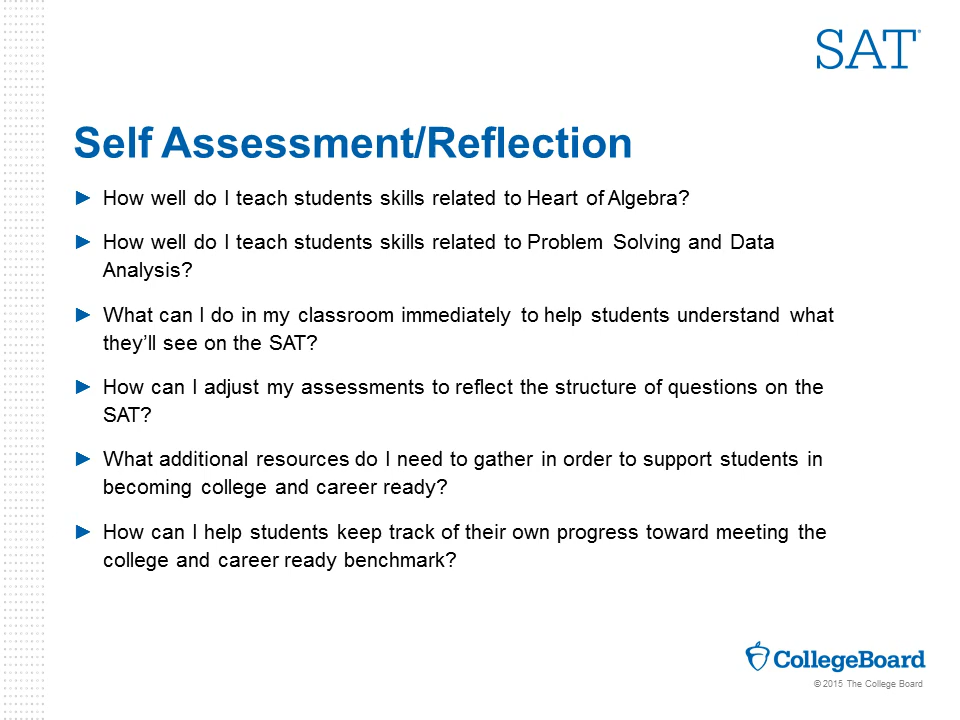 SAT®
Self Assessment/Reflection
► How well do I teach students skills related to Heart of Algebra?
► How well do I teach students skills related to Problem Solving and Data
Analysis?
► What can I do in my classroom immediately to help students understand what
they’ll see on the SAT?
► How can I adjust my assessments to reflect the structure of questions on the
SAT?
► What additional resources do I need to gather in order to support students in
becoming college and career ready?
► How can I help students keep track of their own progress toward meeting the
college and career ready benchmark?
CollegeBoard
© 2015 The College Board